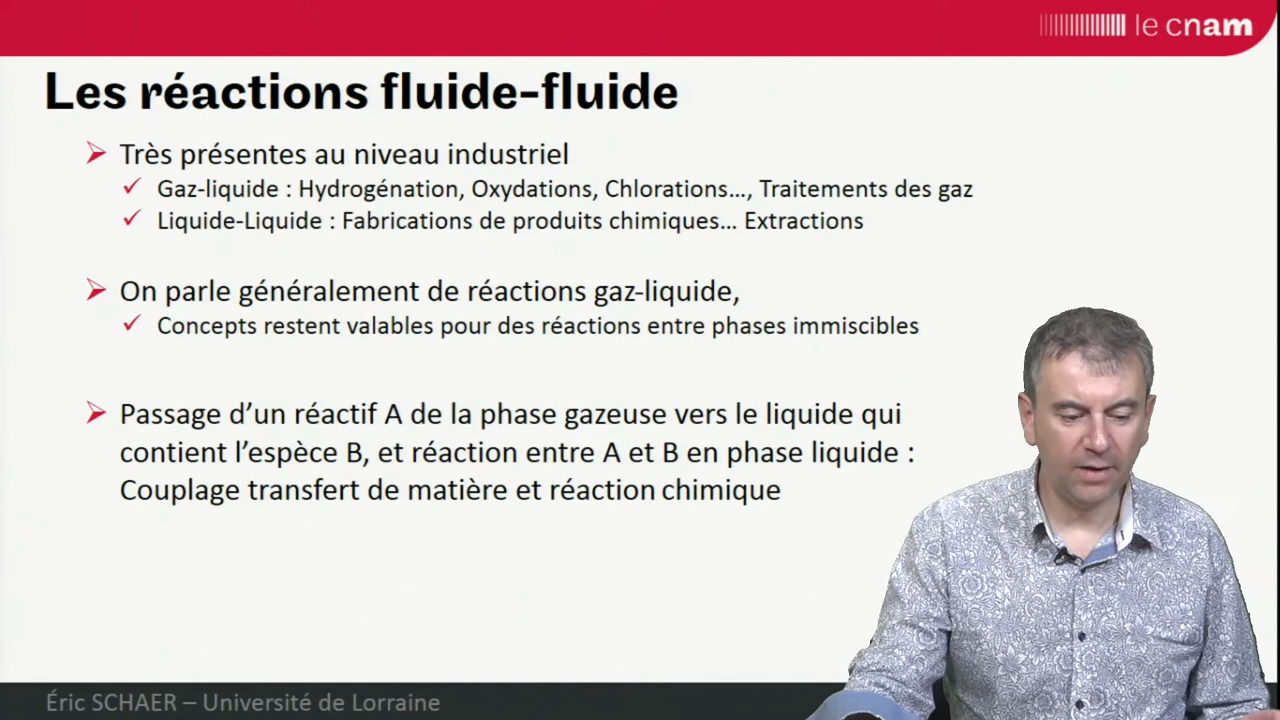 le cnam
Les réactions fluide-fluide
Très présentes au niveau industriel
Gaz-liquide : Hydrogénation, Oxydations, Chlorations…, Traitements des gaz
Liquide-Liquide : Fabrications de produits chimiques… Extractions
On parle généralement de réactions gaz-liquide,
Concepts restent valables pour des réactions entre phases immiscibles
Passage d’un réactif A de la phase gazeuse vers le liquide qui
contient l’espèce B, et réaction entre A et B en phase liquide :
Couplage transfert de matière et réaction chimique
Éric SCHAER – Université de Lorraine